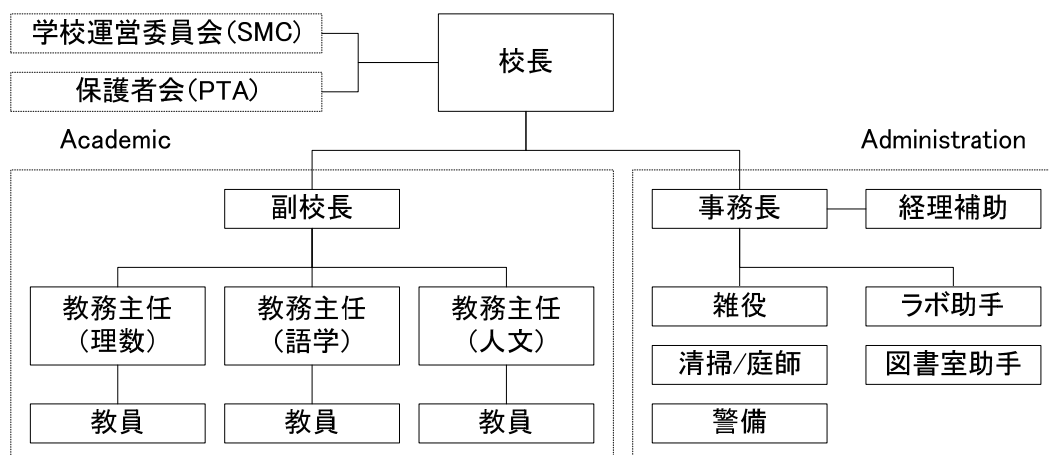 学校運営委員会(SMC)
校長
保護者会(PTA)
Academic
Administration
副校長
事務長
経理補助
教務主任
(理数)
教務主任
(語学)
教務主任
(人文)
雑役
ラボ助手
清掃/庭師
図書室助手
教員
教員
教員
警備